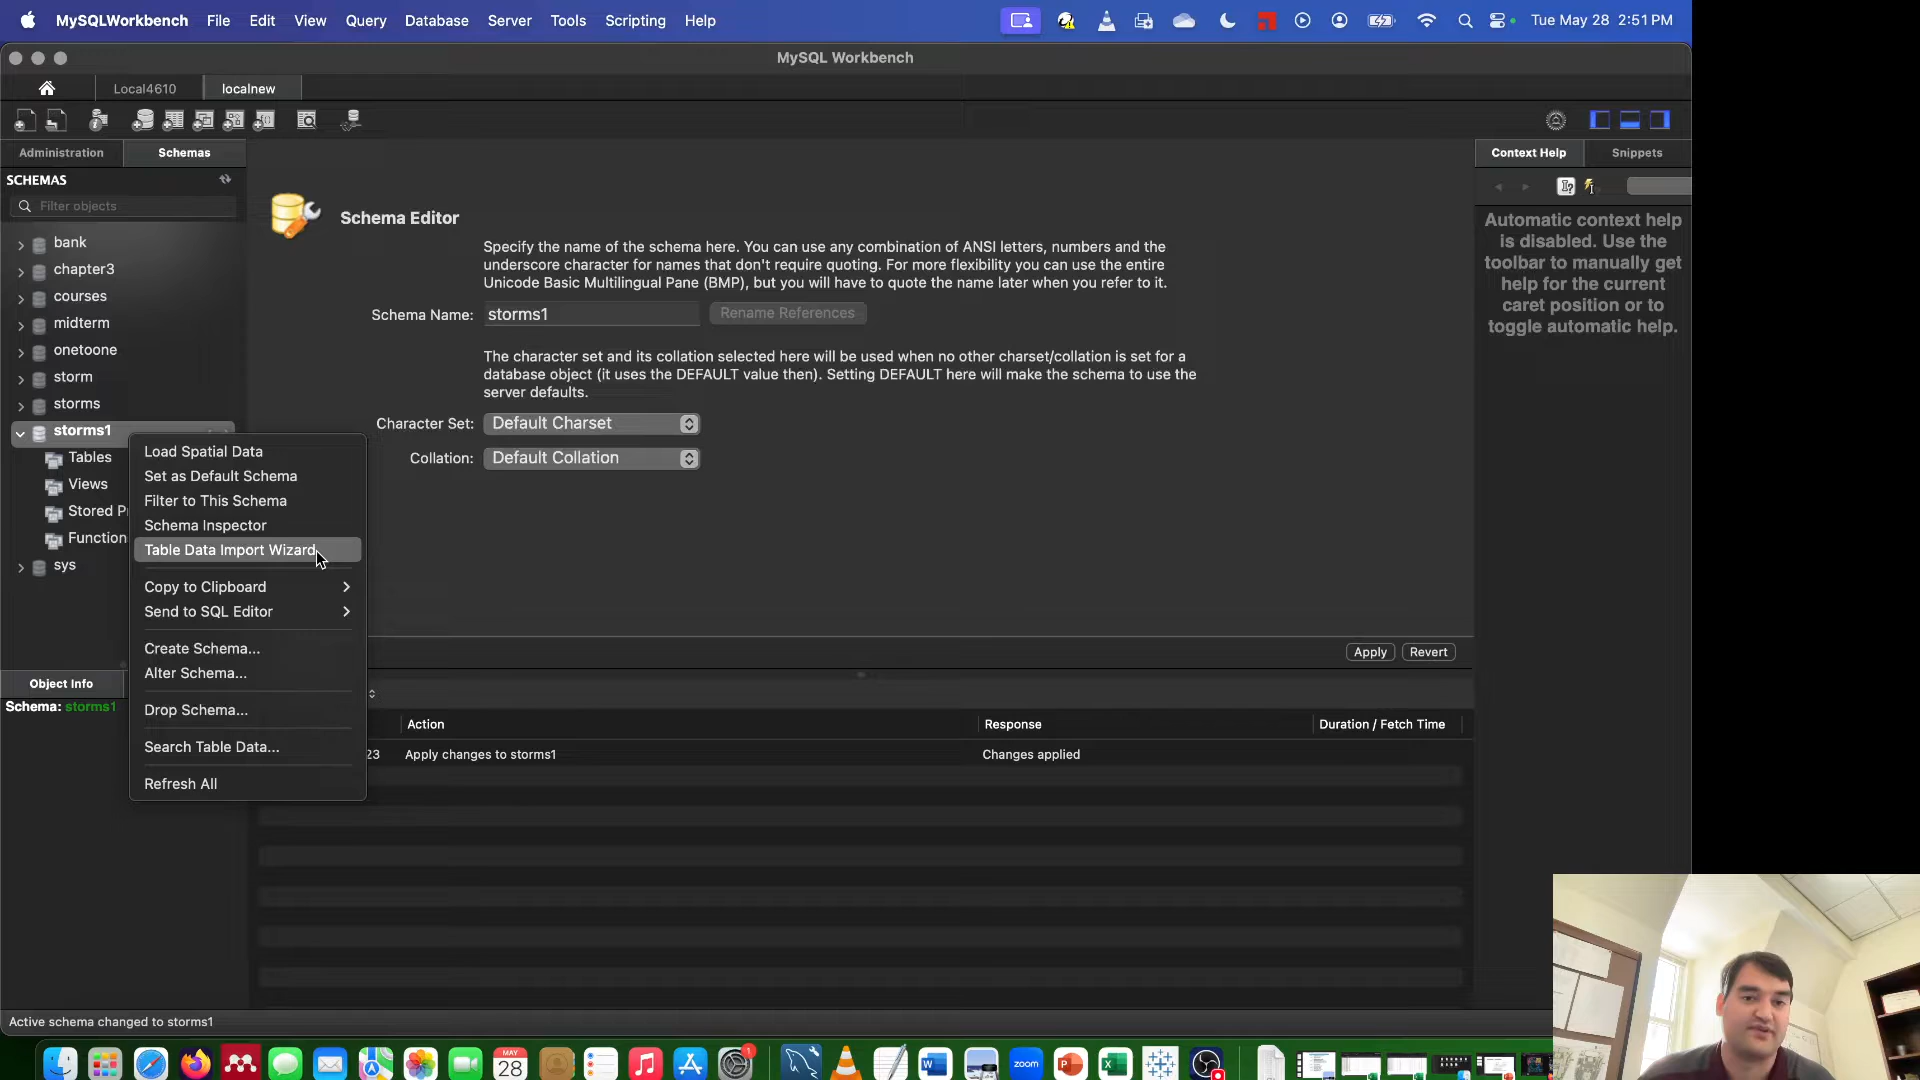 MySQLWorkbench File Edit View Query Database Server Tools Scripting Help
Tue May 28 2:51 PM
MySQL Workbench
Local4610
localnew
Administration
Schemas
Context Help
Snippets
SCHEMAS
Filter objects
bank
chapter3
courses
midterm
onetoone
storm
storms
storms1
Tables
Views
Stored P
Function
sys
Load Spatial Data
Set as Default Schema
Filter to This Schema
Schema Inspector
Table Data Import Wizard
Copy to Clipboard
Send to SQL Editor
Create Schema...
Alter Schema...
Drop Schema...
Search Table Data...
Refresh All
Schema Editor
Specify the name of the schema here. You can use any combination of ANSI letters, numbers and the
underscore character for names that don't require quoting. For more flexibility you can use the entire
Unicode Basic Multilingual Pane (BMP), but you will have to quote the name later when you refer to it.
Schema Name: storms1 Rename References
The character set and its collation selected here will be used when no other charset/collation is set for a
database object (it uses the DEFAULT value then). Setting DEFAULT here will make the schema to use the
server defaults.
Character Set: Default Charset
Collation: Default Collation
Automatic context help
is disabled. Use the
toolbar to manually get
help for the current
caret position or to
toggle automatic help.
Apply Revert
Object Info
Schema: storms1
Action Response Duration / Fetch Time
23 Apply changes to storms1 Changes applied
Active schema changed to storms1
MAY
28
1
zoom